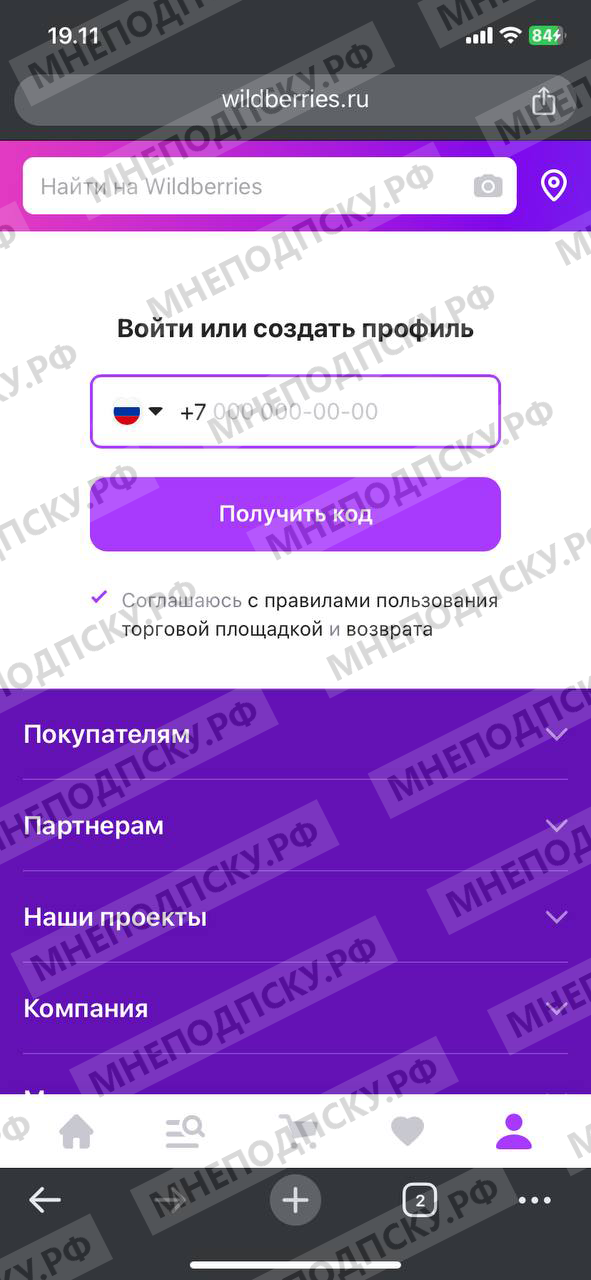 19.11
84
wildberries.ru
Найти на Wildberries
Войти или создать профиль
+7 000 000-00-00
Получить код
Соглашаюсь с правилами пользования
торговой площадкой и возврата
Покупателям
Партнерам
Наши проекты
Компания
2
МНЕПОДПСКУ.РФ